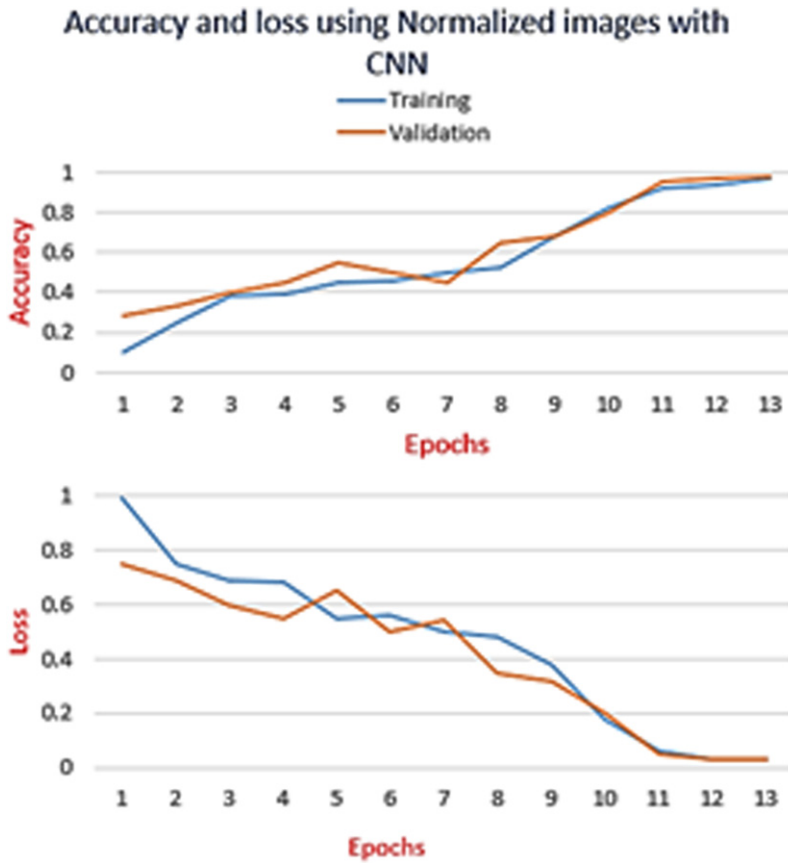 Accuracy and loss using Normalized images with
CNN
Training
Validation
1
0.8
0.6
0.4
0.2
0
Accuracy
1 2 3 4 5 6 7 8 9 10 11 12 13
Epochs
1
0.8
0.6
0.4
0.2
0
Loss
1 2 3 4 5 6 7 8 9 10 11 12 13
Epochs